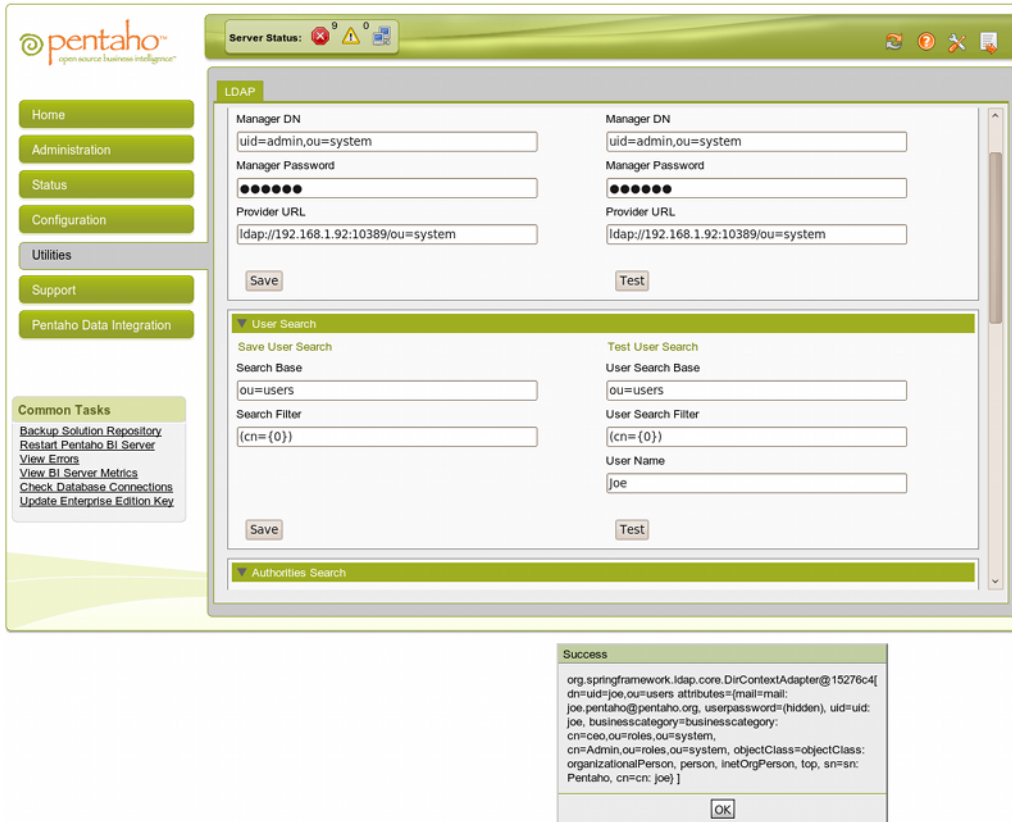 pentaho™
open source business intelligence™
Server Status: 9 0
LDAP
Home
Administration
Status
Configuration
Utilities
Support
Pentaho Data Integration
Common Tasks
Backup Solution Repository
Restart Pentaho BI Server
View Errors
View BI Server Metrics
Check Database Connections
Update Enterprise Edition Key
Manager DN Manager DN
uid=admin,ou=system uid=admin,ou=system
Manager Password Manager Password
●●●●●● ●●●●●●
Provider URL Provider URL
ldap://192.168.1.92:10389/ou=system ldap://192.168.1.92:10389/ou=system
Save Test
User Search
Save User Search Test User Search
Search Base User Search Base
ou=users ou=users
Search Filter User Search Filter
(cn={0}) (cn={0})
User Name
Joe
Save Test
Authorities Search
Success
org.springframework.ldap.core.DirContextAdapter@15276c4[
dn=uid=joe,ou=users attributes={mail=mail:
joe.pentaho@pentaho.org, userpassword=(hidden), uid=uid:
joe, businesscategory=businesscategory:
cn=ceo,ou=roles,ou=system,
cn=Admin,ou=roles,ou=system, objectClass=objectClass:
organizationalPerson, person, inetOrgPerson, top, sn=sn:
Pentaho, cn=cn: joe} ]
OK